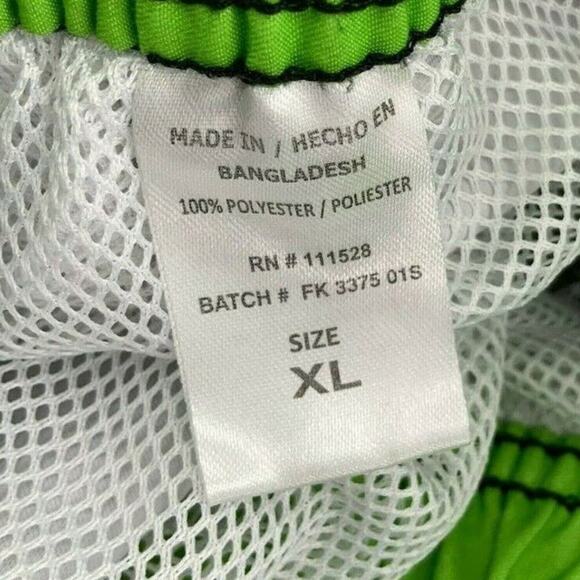 MADE IN / HECHO EN
BANGLADESH
100% POLYESTER / POLIESTER
RN # 111528
BATCH # FK 3375 01S
SIZE
XL